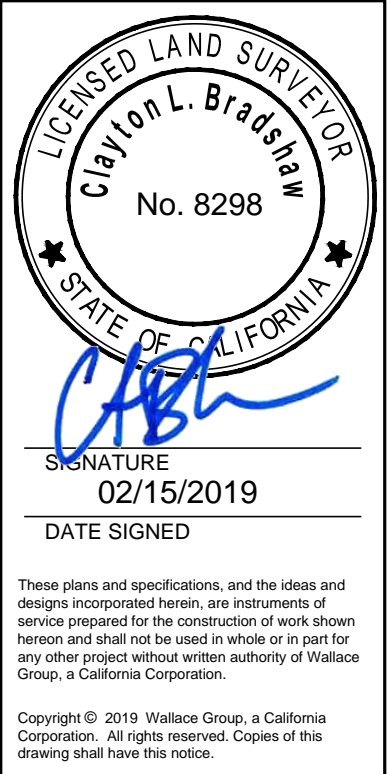 LICENSED LAND SURVEYOR
Clayton L. Bradshaw
No. 8298
STATE OF CALIFORNIA
SIGNATURE
02/15/2019
DATE SIGNED
These plans and specifications, and the ideas and
designs incorporated herein, are instruments of
service prepared for the construction of work shown
hereon and shall not be used in whole or in part for
any other project without written authority of Wallace
Group, a California Corporation.
Copyright © 2019 Wallace Group, a California
Corporation. All rights reserved. Copies of this
drawing shall have this notice.